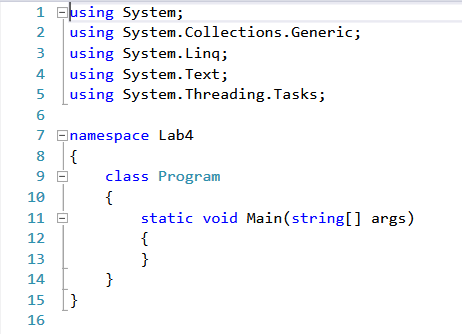 1 using System;
2 using System.Collections.Generic;
3 using System.Linq;
4 using System.Text;
5 using System.Threading.Tasks;
6
7 namespace Lab4
8 {
9     class Program
10     {
11         static void Main(string[] args)
12         {
13         }
14     }
15 }
16